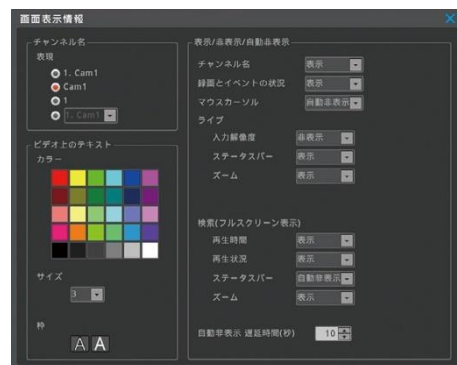 画面表示情報
チャンネル名
表現
1. Cam1
Cam1
1
1. Cam1
ビデオ上のテキスト
カラー
サイズ
3
枠
A A
表示/非表示/自動非表示
チャンネル名 表示
録画とイベントの状況 表示
マウスカーソル 自動非表示
ライブ
入力解像度 非表示
ステータスバー 表示
ズーム 表示
検索(フルスクリーン表示)
再生時間 表示
再生状況 表示
ステータスバー 自動非表示
ズーム 表示
自動非表示 遅延時間(秒) 10